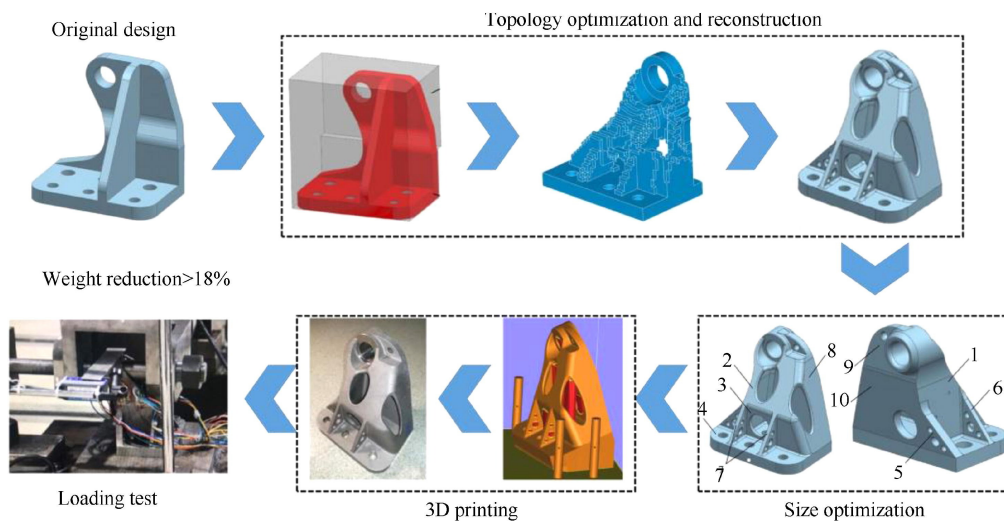 Original design
Topology optimization and reconstruction
Weight reduction>18%
2
3
4
7
8
9
10
5
1
6
Loading test
3D printing
Size optimization